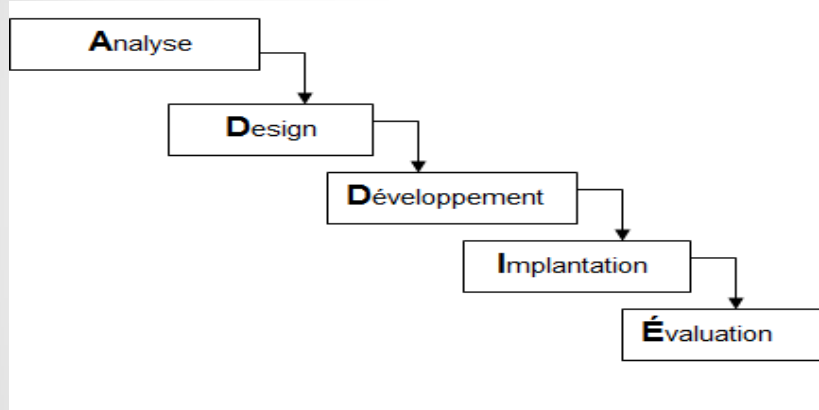 Analyse
Design
Développement
Implantation
Évaluation